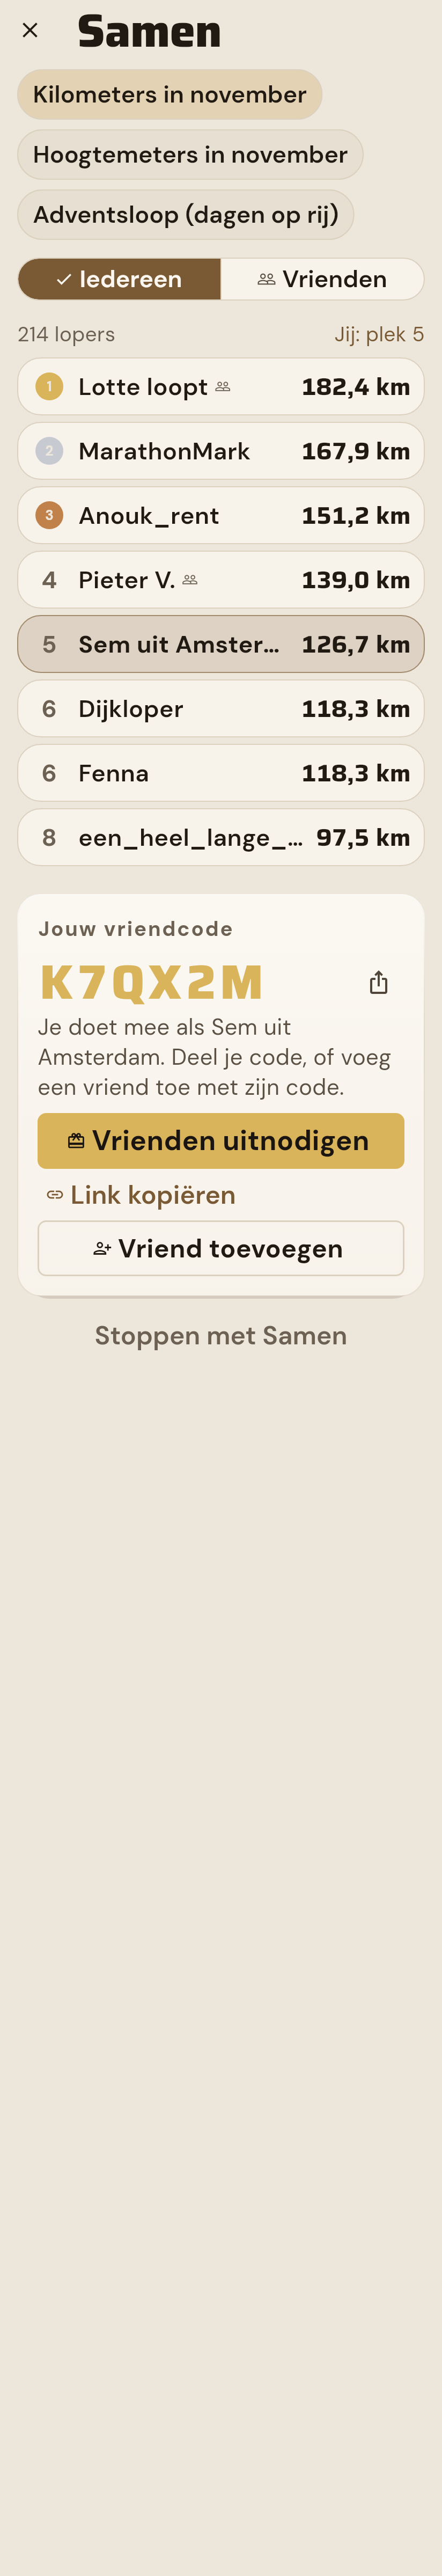 Samen
Kilometers in november
Hoogtemeters in november
Adventsloop (dagen op rij)
Iedereen
Vrienden
214 lopers
Jij: plek 5
1 Lotte loopt 182,4 km
2 MarathonMark 167,9 km
3 Anouk_rent 151,2 km
4 Pieter V. 139,0 km
5 Sem uit Amster... 126,7 km
6 Dijkloper 118,3 km
6 Fenna 118,3 km
8 een_heel_lange_... 97,5 km
Jouw vriendcode
K7QX2M
Je doet mee als Sem uit
Amsterdam. Deel je code, of voeg
een vriend toe met zijn code.
Vrienden uitnodigen
Link kopiëren
Vriend toevoegen
Stoppen met Samen